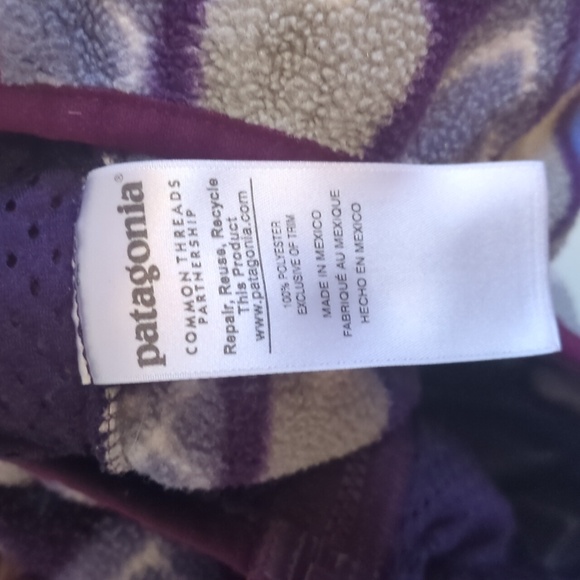 patagonia®
COMMON THREADS
PARTNERSHIP
Repair, Reuse, Recycle
This Product
www.patagonia.com
100% POLYESTER
EXCLUSIVE OF TRIM
MADE IN MEXICO
FABRIQUÉ AU MEXIQUE
HECHO EN MEXICO